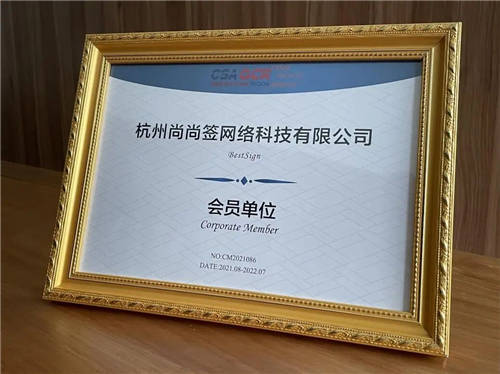 CSA GCR
杭州尚尚签网络科技有限公司
BestSign
会员单位
Corporate Member
NO:CM2021086
DATE:2021.08-2022.07